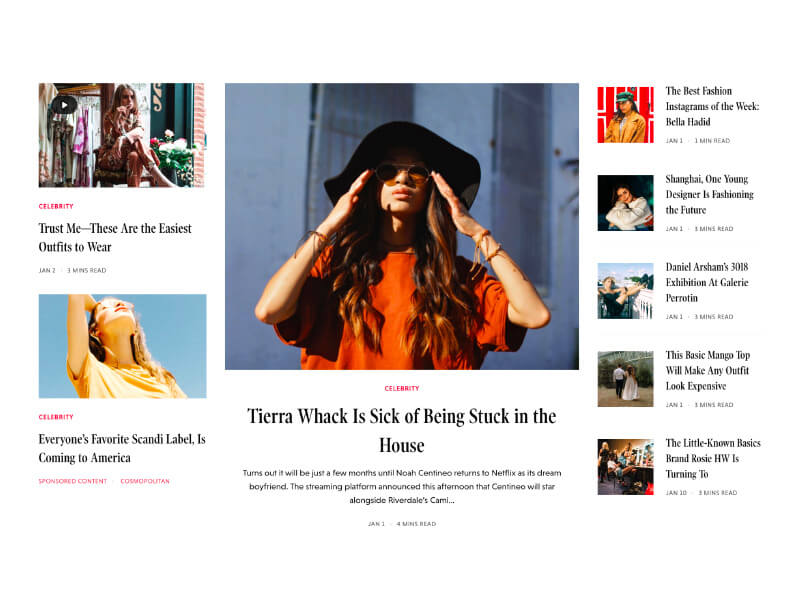 CELEBRITY
Trust Me—These Are the Easiest
Outfits to Wear
JAN 2 · 3 MINS READ
CELEBRITY
Everyone's Favorite Scandi Label, Is
Coming to America
SPONSORED CONTENT · COSMOPOLITAN
CELEBRITY
Tierra Whack Is Sick of Being Stuck in the
House
Turns out it will be just a few months until Noah Centineo returns to Netflix as its dream
boyfriend. The streaming platform announced this afternoon that Centineo will star
alongside Riverdale's Cami...
JAN 1 · 4 MINS READ
The Best Fashion
Instagrams of the Week:
Bella Hadid
JAN 1 · 1 MIN READ
Shanghai, One Young
Designer Is Fashioning
the Future
JAN 1 · 3 MINS READ
Daniel Arsham's 3018
Exhibition At Galerie
Perrotin
JAN 1 · 3 MINS READ
This Basic Mango Top
Will Make Any Outfit
Look Expensive
JAN 1 · 3 MINS READ
The Little-Known Basics
Brand Rosie HW Is
Turning To
JAN 10 · 3 MINS READ